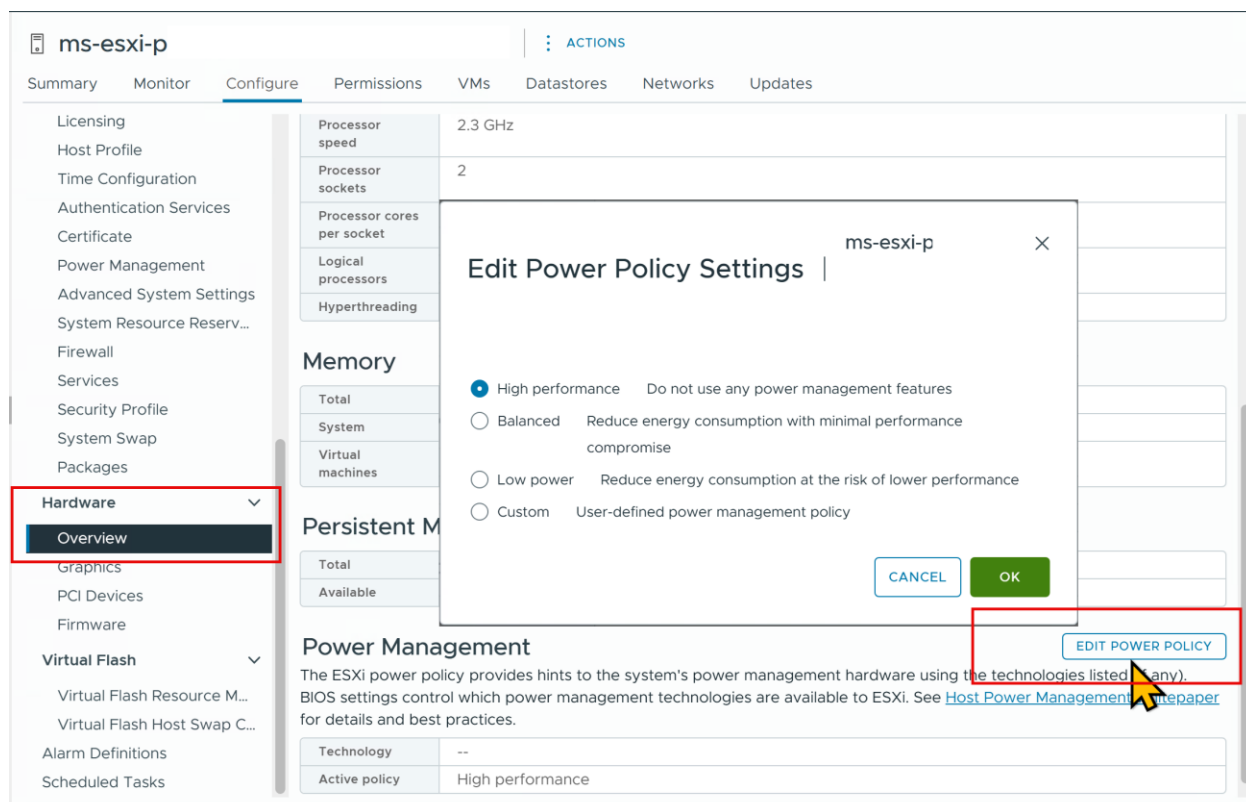 ms-esxi-p
ACTIONS
Summary Monitor Configure Permissions VMs Datastores Networks Updates
Licensing
Host Profile
Time Configuration
Authentication Services
Certificate
Power Management
Advanced System Settings
System Resource Reserv...
Firewall
Services
Security Profile
System Swap
Packages
Hardware
Overview
Graphics
PCI Devices
Firmware
Virtual Flash
Virtual Flash Resource M...
Virtual Flash Host Swap C...
Alarm Definitions
Scheduled Tasks
Processor speed 2.3 GHz
Processor sockets 2
Processor cores per socket
Logical processors
Hyperthreading
Memory
Total
System
Virtual machines
Persistent M
Total
Available
Edit Power Policy Settings | ms-esxi-p
High performance Do not use any power management features
Balanced Reduce energy consumption with minimal performance
compromise
Low power Reduce energy consumption at the risk of lower performance
Custom User-defined power management policy
CANCEL OK
Power Management
EDIT POWER POLICY
The ESXi power policy provides hints to the system's power management hardware using the technologies listed any).
BIOS settings control which power management technologies are available to ESXi. See Host Power Management
for details and best practices.
Technology --
Active policy High performance